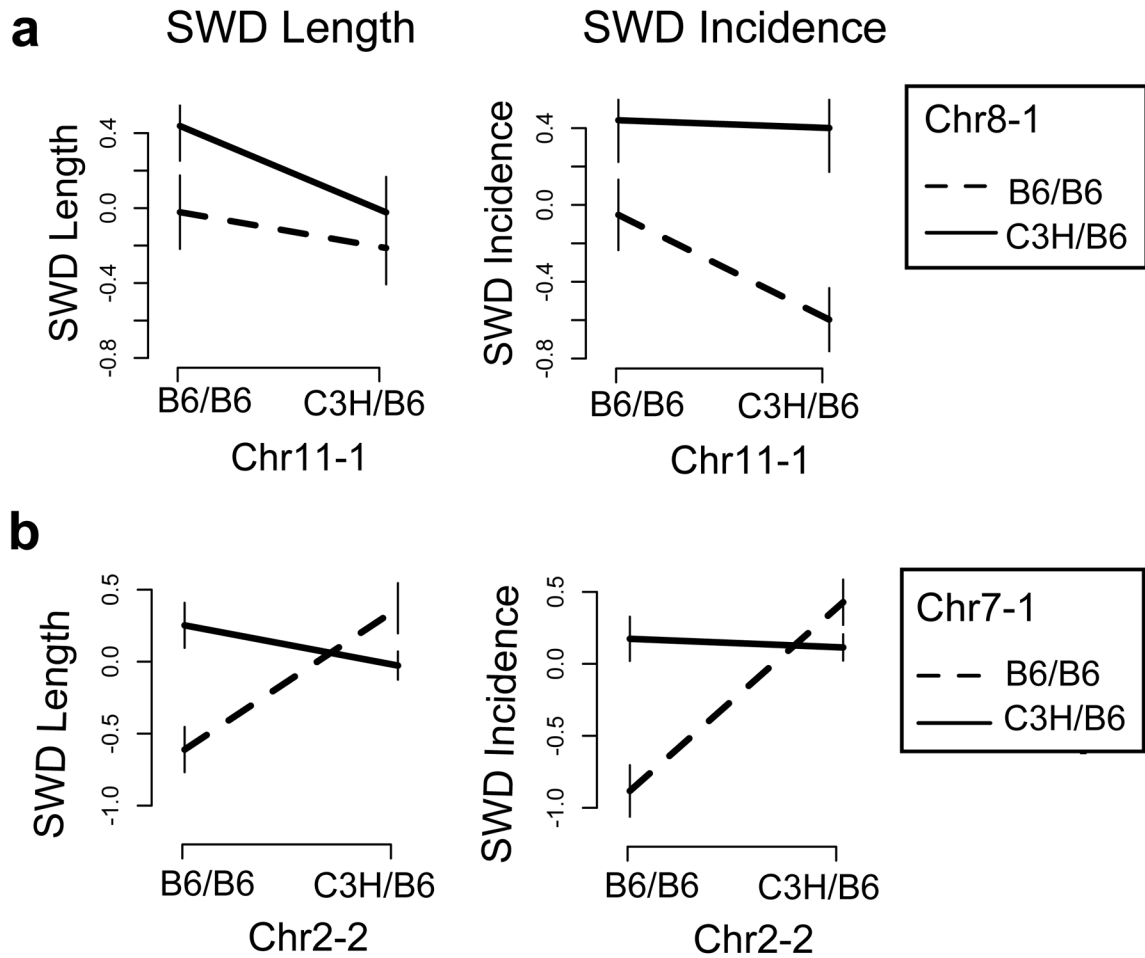 a
SWD Length
SWD Incidence
SWD Length
0.4
0.0
-0.4
-0.8
B6/B6
C3H/B6
Chr11-1
SWD Incidence
0.4
0.0
-0.4
-0.8
B6/B6
C3H/B6
Chr11-1
Chr8-1
B6/B6
C3H/B6
b
SWD Length
0.5
0.0
-0.5
-1.0
B6/B6
C3H/B6
Chr2-2
SWD Incidence
0.5
0.0
-0.5
-1.0
B6/B6
C3H/B6
Chr2-2
Chr7-1
B6/B6
C3H/B6